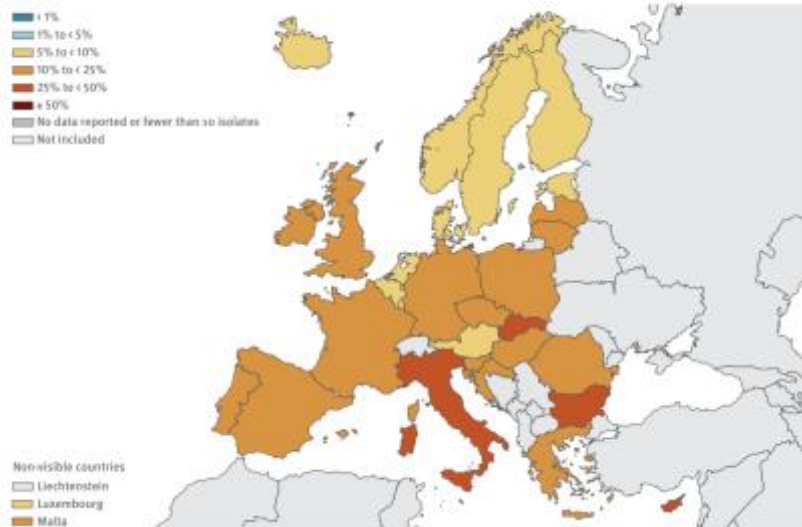 < 1%
1% to < 5%
5% to < 10%
10% to < 25%
25% to < 50%
≥ 50%
No data reported or fewer than 10 isolates
Not included
Non-visible countries
Liechtenstein
Luxembourg
Malta